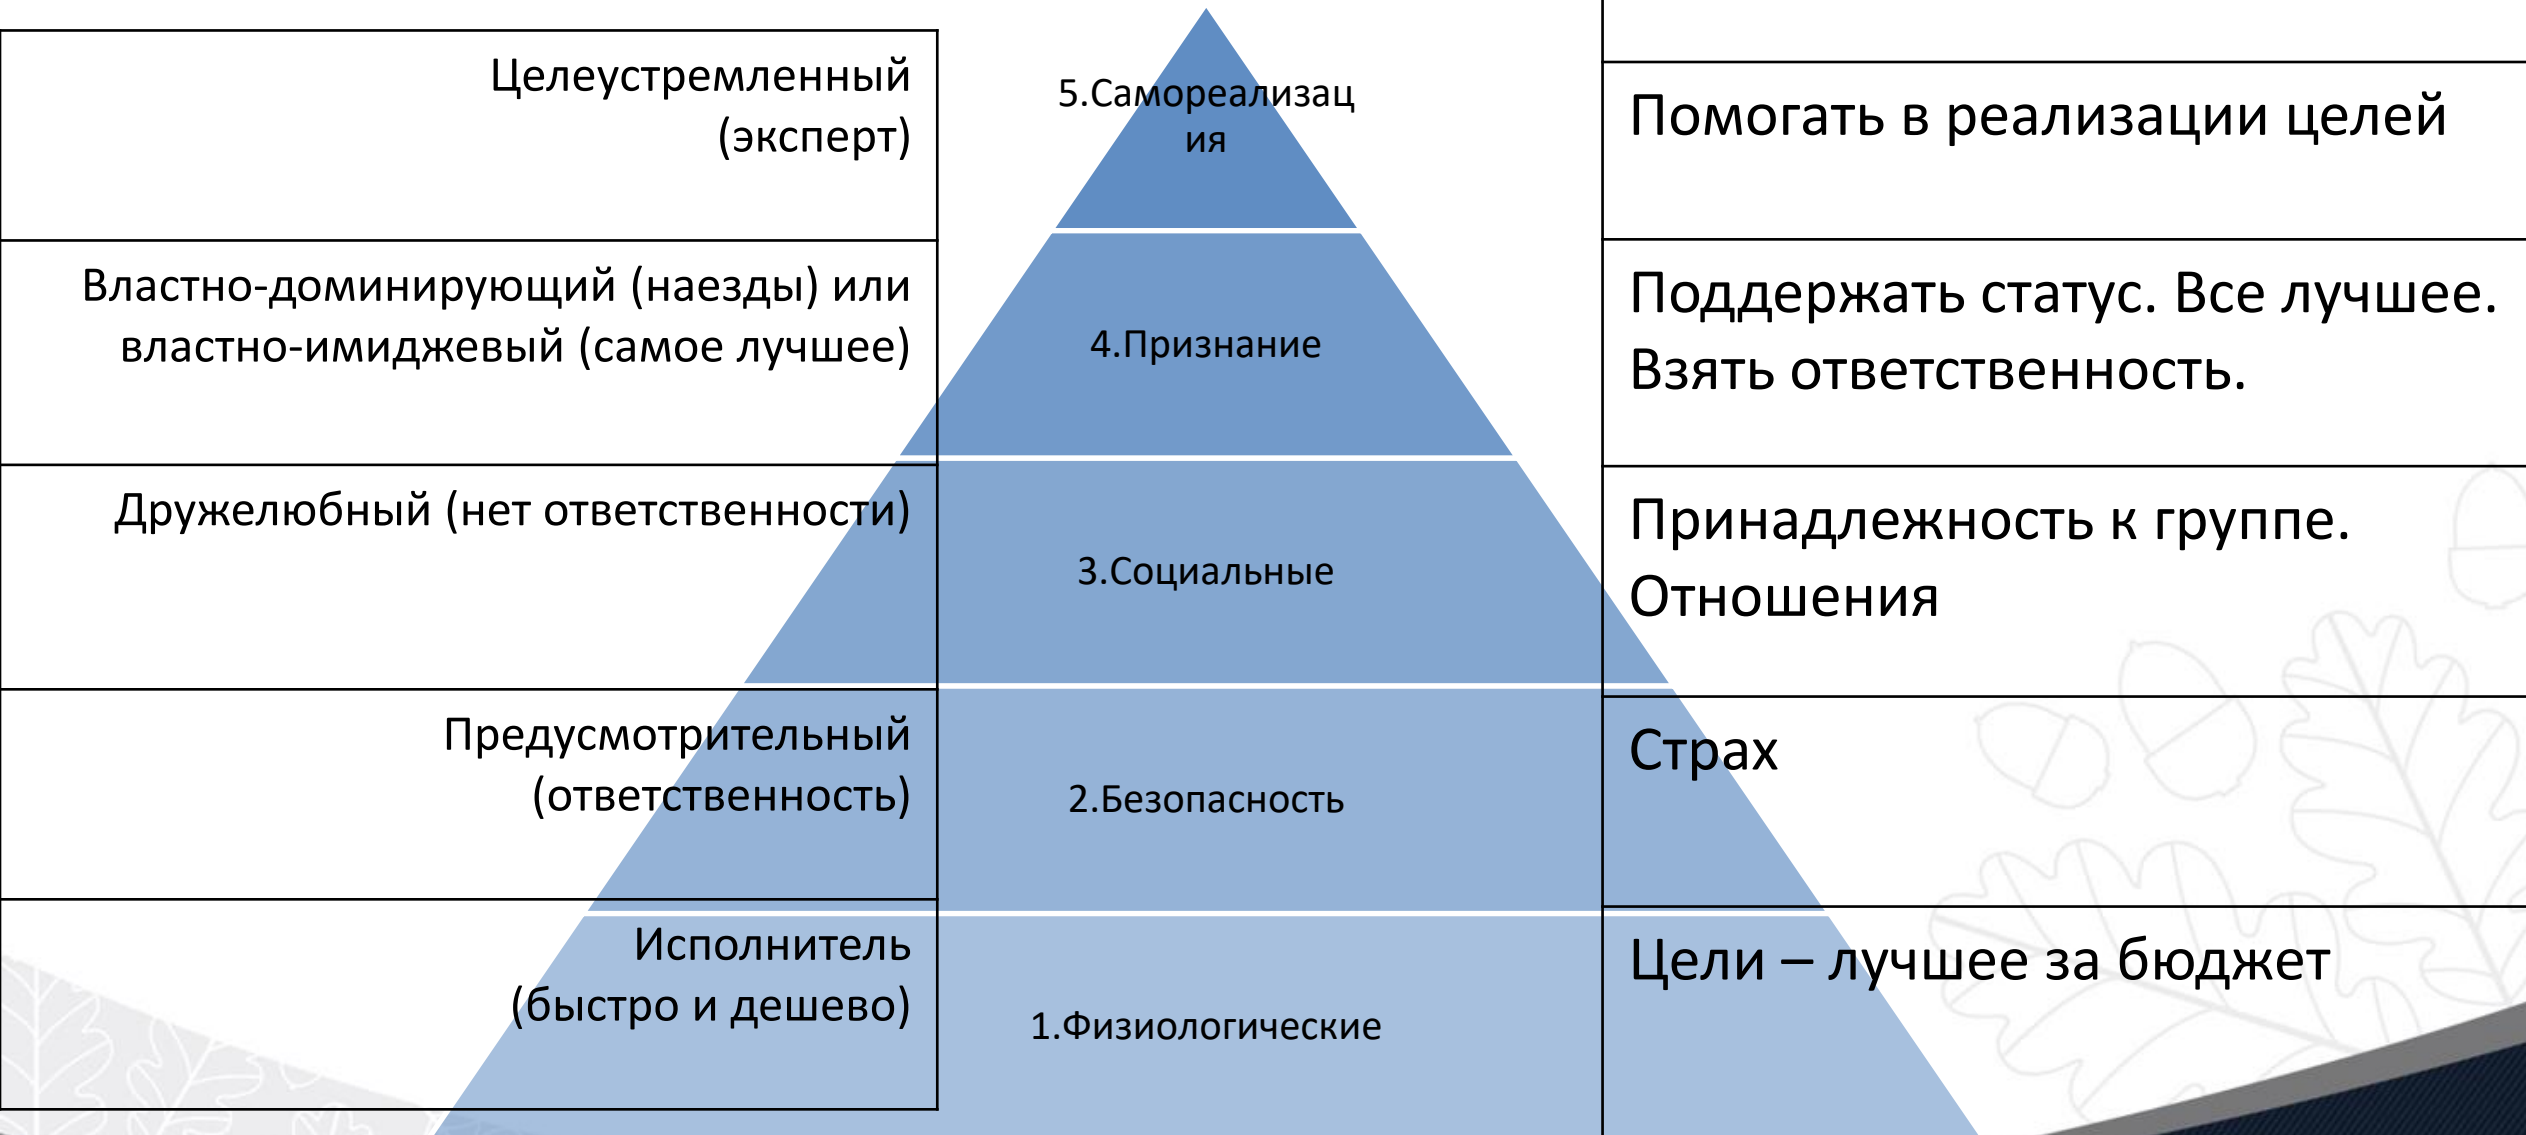 Целеустремленный
(эксперт)
5.Самореализац
ия
Помогать в реализации целей
Властно-доминирующий (наезды) или
властно-имиджевый (самое лучшее)
4.Признание
Поддержать статус. Все лучшее.
Взять ответственность.
Дружелюбный (нет ответственности)
3.Социальные
Принадлежность к группе.
Отношения
Предусмотрительный
(ответственность)
2.Безопасность
Страх
Исполнитель
(быстро и дешево)
1.Физиологические
Цели – лучшее за бюджет